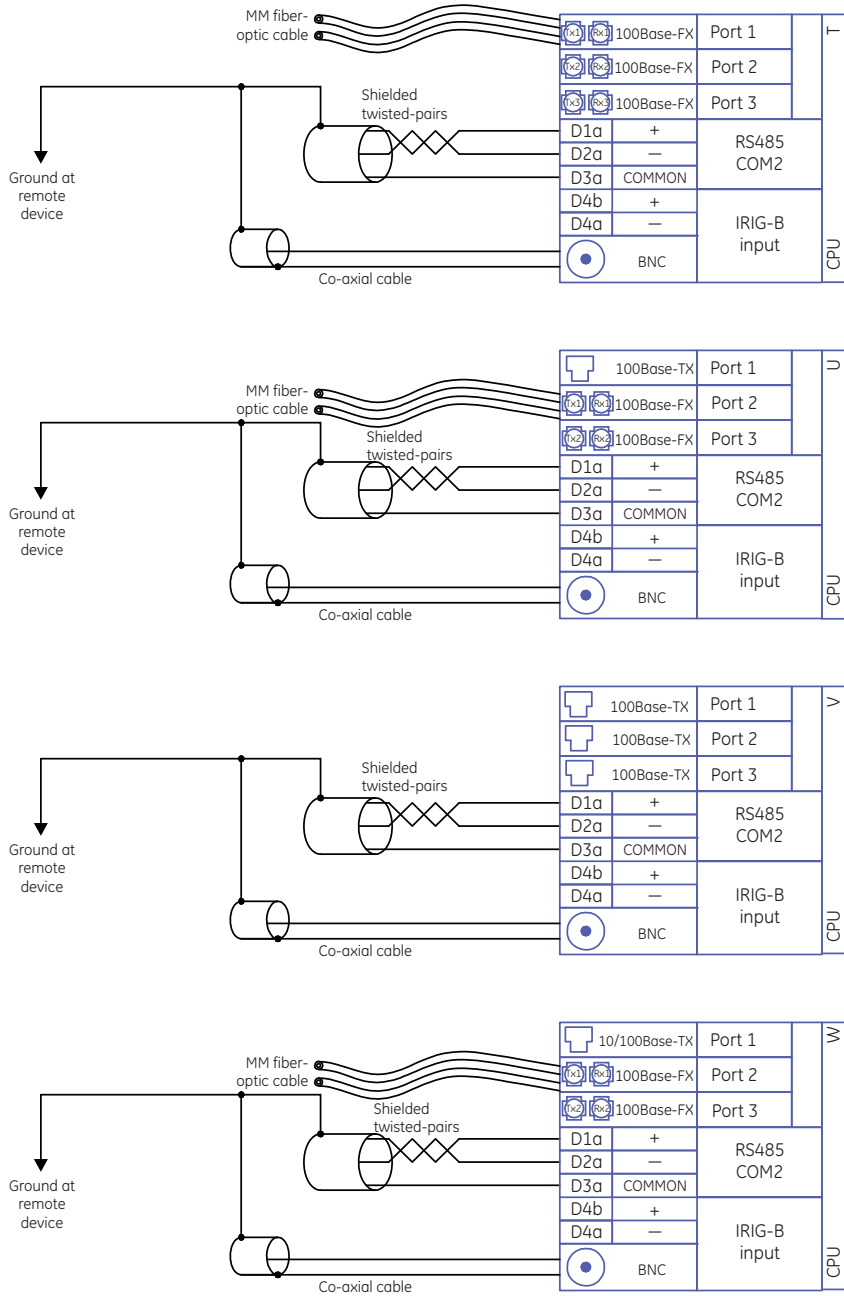 MM fiber-
optic cable
Tx1 Rx1 100Base-FX Port 1
Tx2 Rx2 100Base-FX Port 2
Tx3 Rx3 100Base-FX Port 3
T
Shielded
twisted-pairs
D1a +
D2a —
D3a COMMON
RS485
COM2
Ground at
remote
device
D4b +
D4a —
BNC
IRIG-B
input
CPU
Co-axial cable
100Base-TX Port 1
U
MM fiber-
optic cable
Tx1 Rx1 100Base-FX Port 2
Tx2 Rx2 100Base-FX Port 3
Shielded
twisted-pairs
D1a +
D2a —
D3a COMMON
RS485
COM2
Ground at
remote
device
D4b +
D4a —
BNC
IRIG-B
input
CPU
Co-axial cable
100Base-TX Port 1
100Base-TX Port 2
100Base-TX Port 3
V
Shielded
twisted-pairs
D1a +
D2a —
D3a COMMON
RS485
COM2
Ground at
remote
device
D4b +
D4a —
BNC
IRIG-B
input
CPU
Co-axial cable
10/100Base-TX Port 1
W
MM fiber-
optic cable
Tx1 Rx1 100Base-FX Port 2
Tx2 Rx2 100Base-FX Port 3
Shielded
twisted-pairs
D1a +
D2a —
D3a COMMON
RS485
COM2
Ground at
remote
device
D4b +
D4a —
BNC
IRIG-B
input
CPU
Co-axial cable